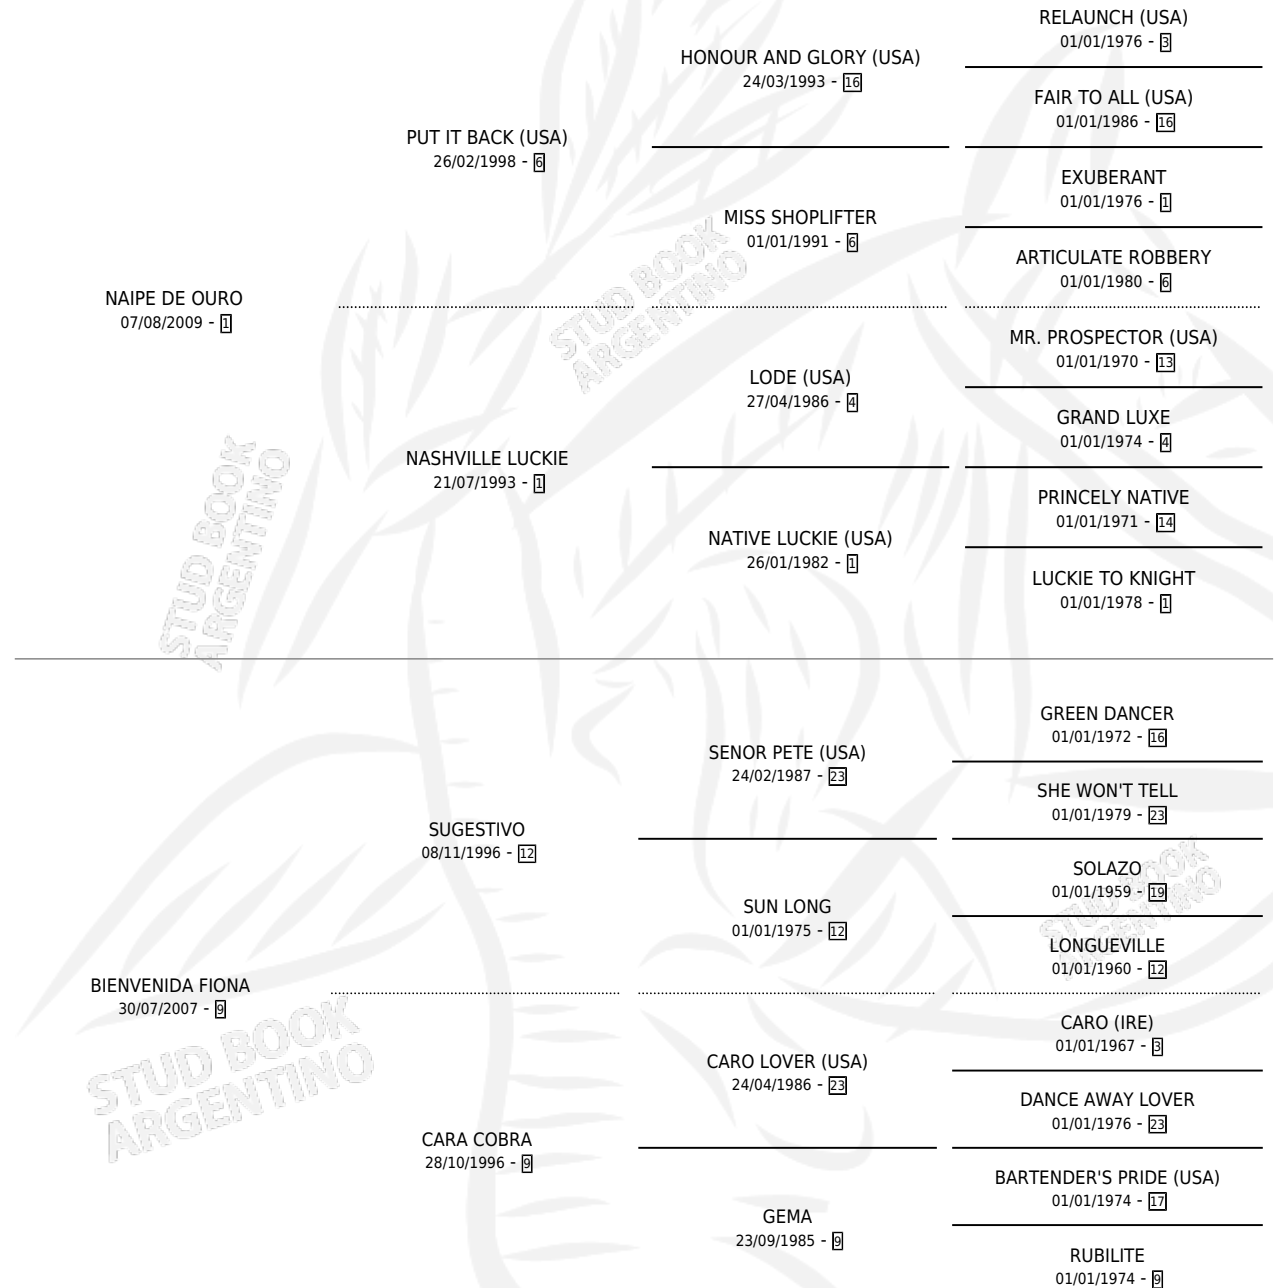 RELAUNCH (USA)
01/01/1976 - 3
HONOUR AND GLORY (USA)
24/03/1993 - 16
FAIR TO ALL (USA)
01/01/1986 - 16
PUT IT BACK (USA)
26/02/1998 - 6
EXUBERANT
01/01/1976 - 1
MISS SHOPLIFTER
01/01/1991 - 6
ARTICULATE ROBBERY
01/01/1980 - 6
NAIPE DE OURO
07/08/2009 - 1
STUD BOOK
ARGENTINO
MR. PROSPECTOR (USA)
01/01/1970 - 13
LODE (USA)
27/04/1986 - 4
GRAND LUXE
01/01/1974 - 4
NASHVILLE LUCKIE
21/07/1993 - 1
PRINCELY NATIVE
01/01/1971 - 14
NATIVE LUCKIE (USA)
26/01/1982 - 1
LUCKIE TO KNIGHT
01/01/1978 - 1
STUD BOOK
ARGENTINO
GREEN DANCER
01/01/1972 - 16
SENOR PETE (USA)
24/02/1987 - 23
SHE WON'T TELL
01/01/1979 - 23
SUGESTIVO
08/11/1996 - 12
SOLAZO
01/01/1959 - 19
SUN LONG
01/01/1975 - 12
LONGUEVILLE
01/01/1960 - 12
STUD BOOK
ARGENTINO
BIENVENIDA FIONA
30/07/2007 - 9
CARO (IRE)
01/01/1967 - 3
CARO LOVER (USA)
24/04/1986 - 23
DANCE AWAY LOVER
01/01/1976 - 23
STUD BOOK
ARGENTINO
CARA COBRA
28/10/1996 - 9
BARTENDER'S PRIDE (USA)
01/01/1974 - 17
GEMA
23/09/1985 - 9
RUBILITE
01/01/1974 - 9